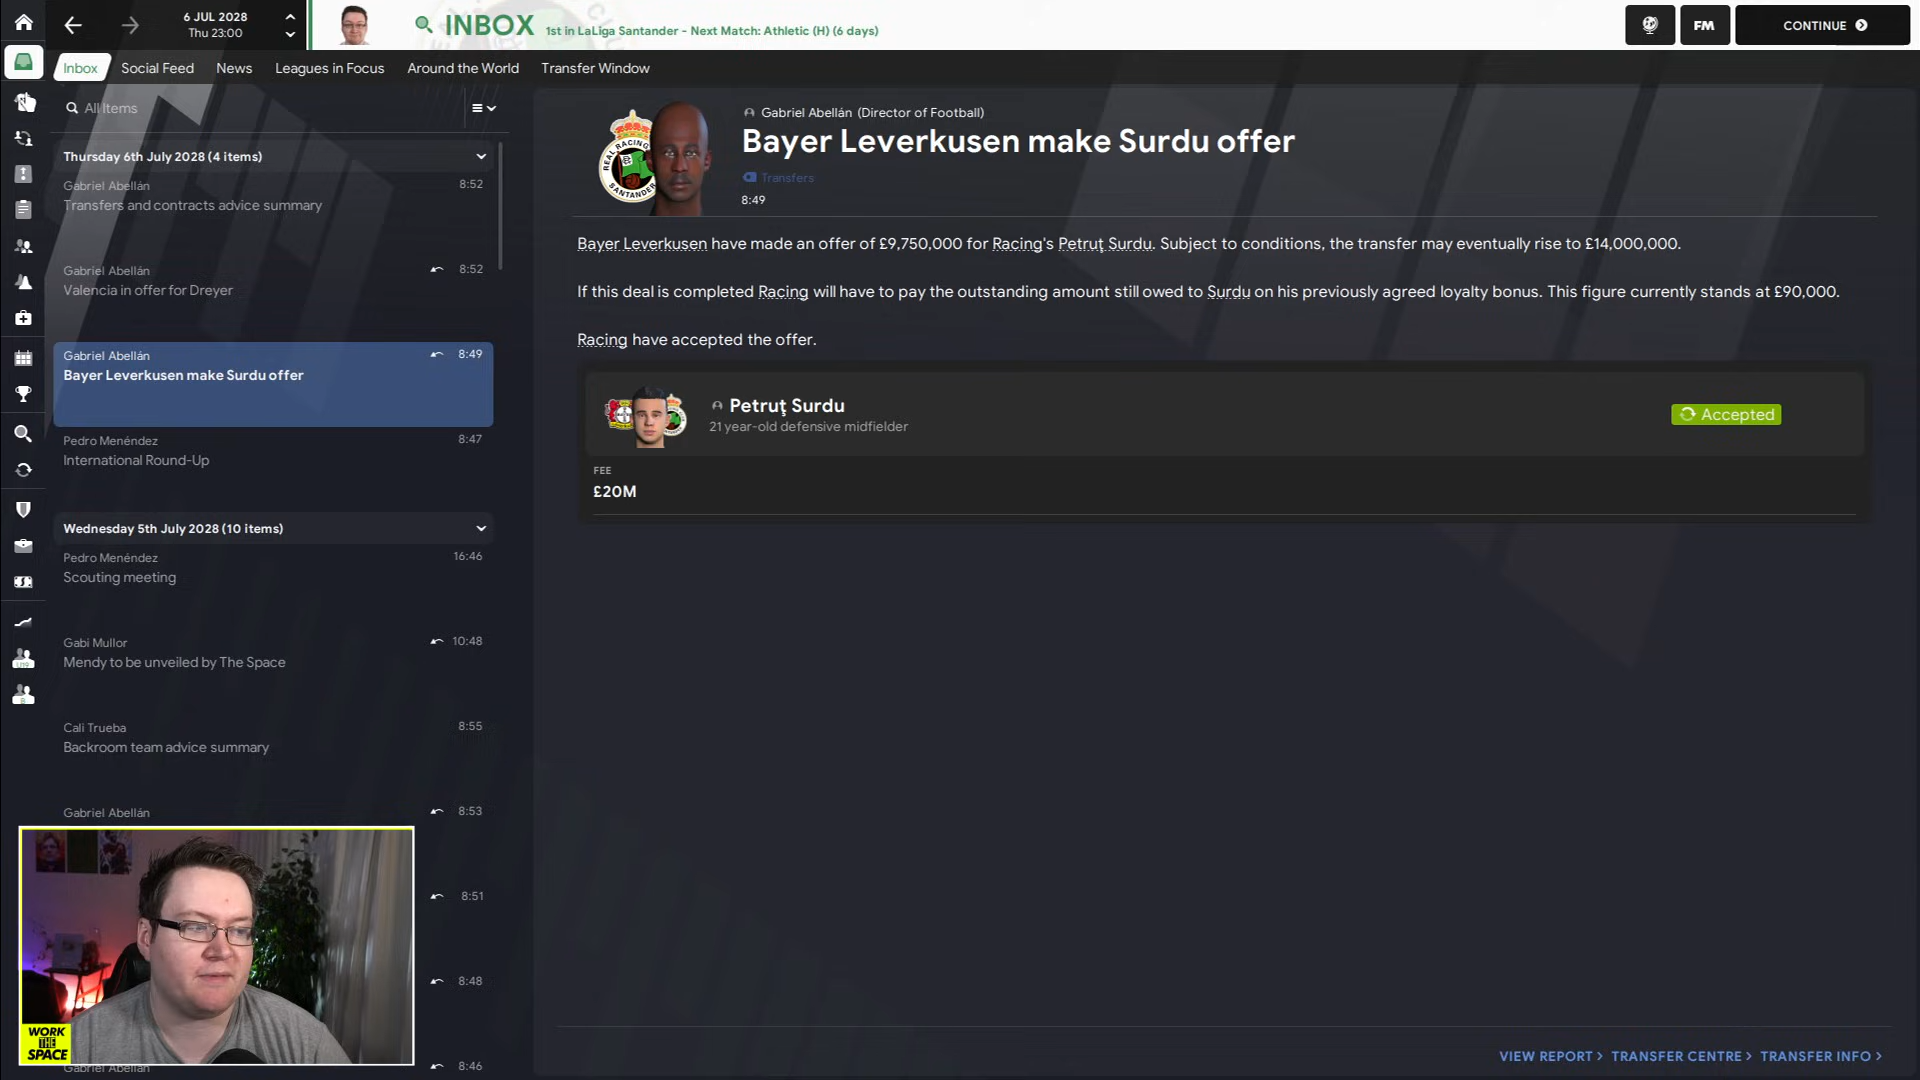 6 JUL 2028
Thu 23:00
INBOX
1st in LaLiga Santander - Next Match: Athletic (H) (6 days)
FM
CONTINUE
Inbox
Social Feed
News
Leagues in Focus
Around the World
Transfer Window
All Items
Thursday 6th July 2028 (4 items)
Gabriel Abellán
8:52
Transfers and contracts advice summary
Gabriel Abellán
8:52
Valencia in offer for Dreyer
Gabriel Abellán
8:49
Bayer Leverkusen make Surdu offer
Pedro Menéndez
8:47
International Round-Up
Wednesday 5th July 2028 (10 items)
Pedro Menéndez
16:46
Scouting meeting
Gabi Mullor
10:48
Mendy to be unveiled by The Space
Cali Trueba
8:55
Backroom team advice summary
Gabriel Abellán
8:53
8:51
8:48
Gabriel Abellán
8:46
WORK
THE
SPACE
REAL RACING
SANTANDER
Gabriel Abellán (Director of Football)
Bayer Leverkusen make Surdu offer
Transfers
8:49
Bayer Leverkusen have made an offer of £9,750,000 for Racing's Petruţ Surdu. Subject to conditions, the transfer may eventually rise to £14,000,000.
If this deal is completed Racing will have to pay the outstanding amount still owed to Surdu on his previously agreed loyalty bonus. This figure currently stands at £90,000.
Racing have accepted the offer.
Petruţ Surdu
21 year-old defensive midfielder
Accepted
FEE
£20M
VIEW REPORT >
TRANSFER CENTRE >
TRANSFER INFO >